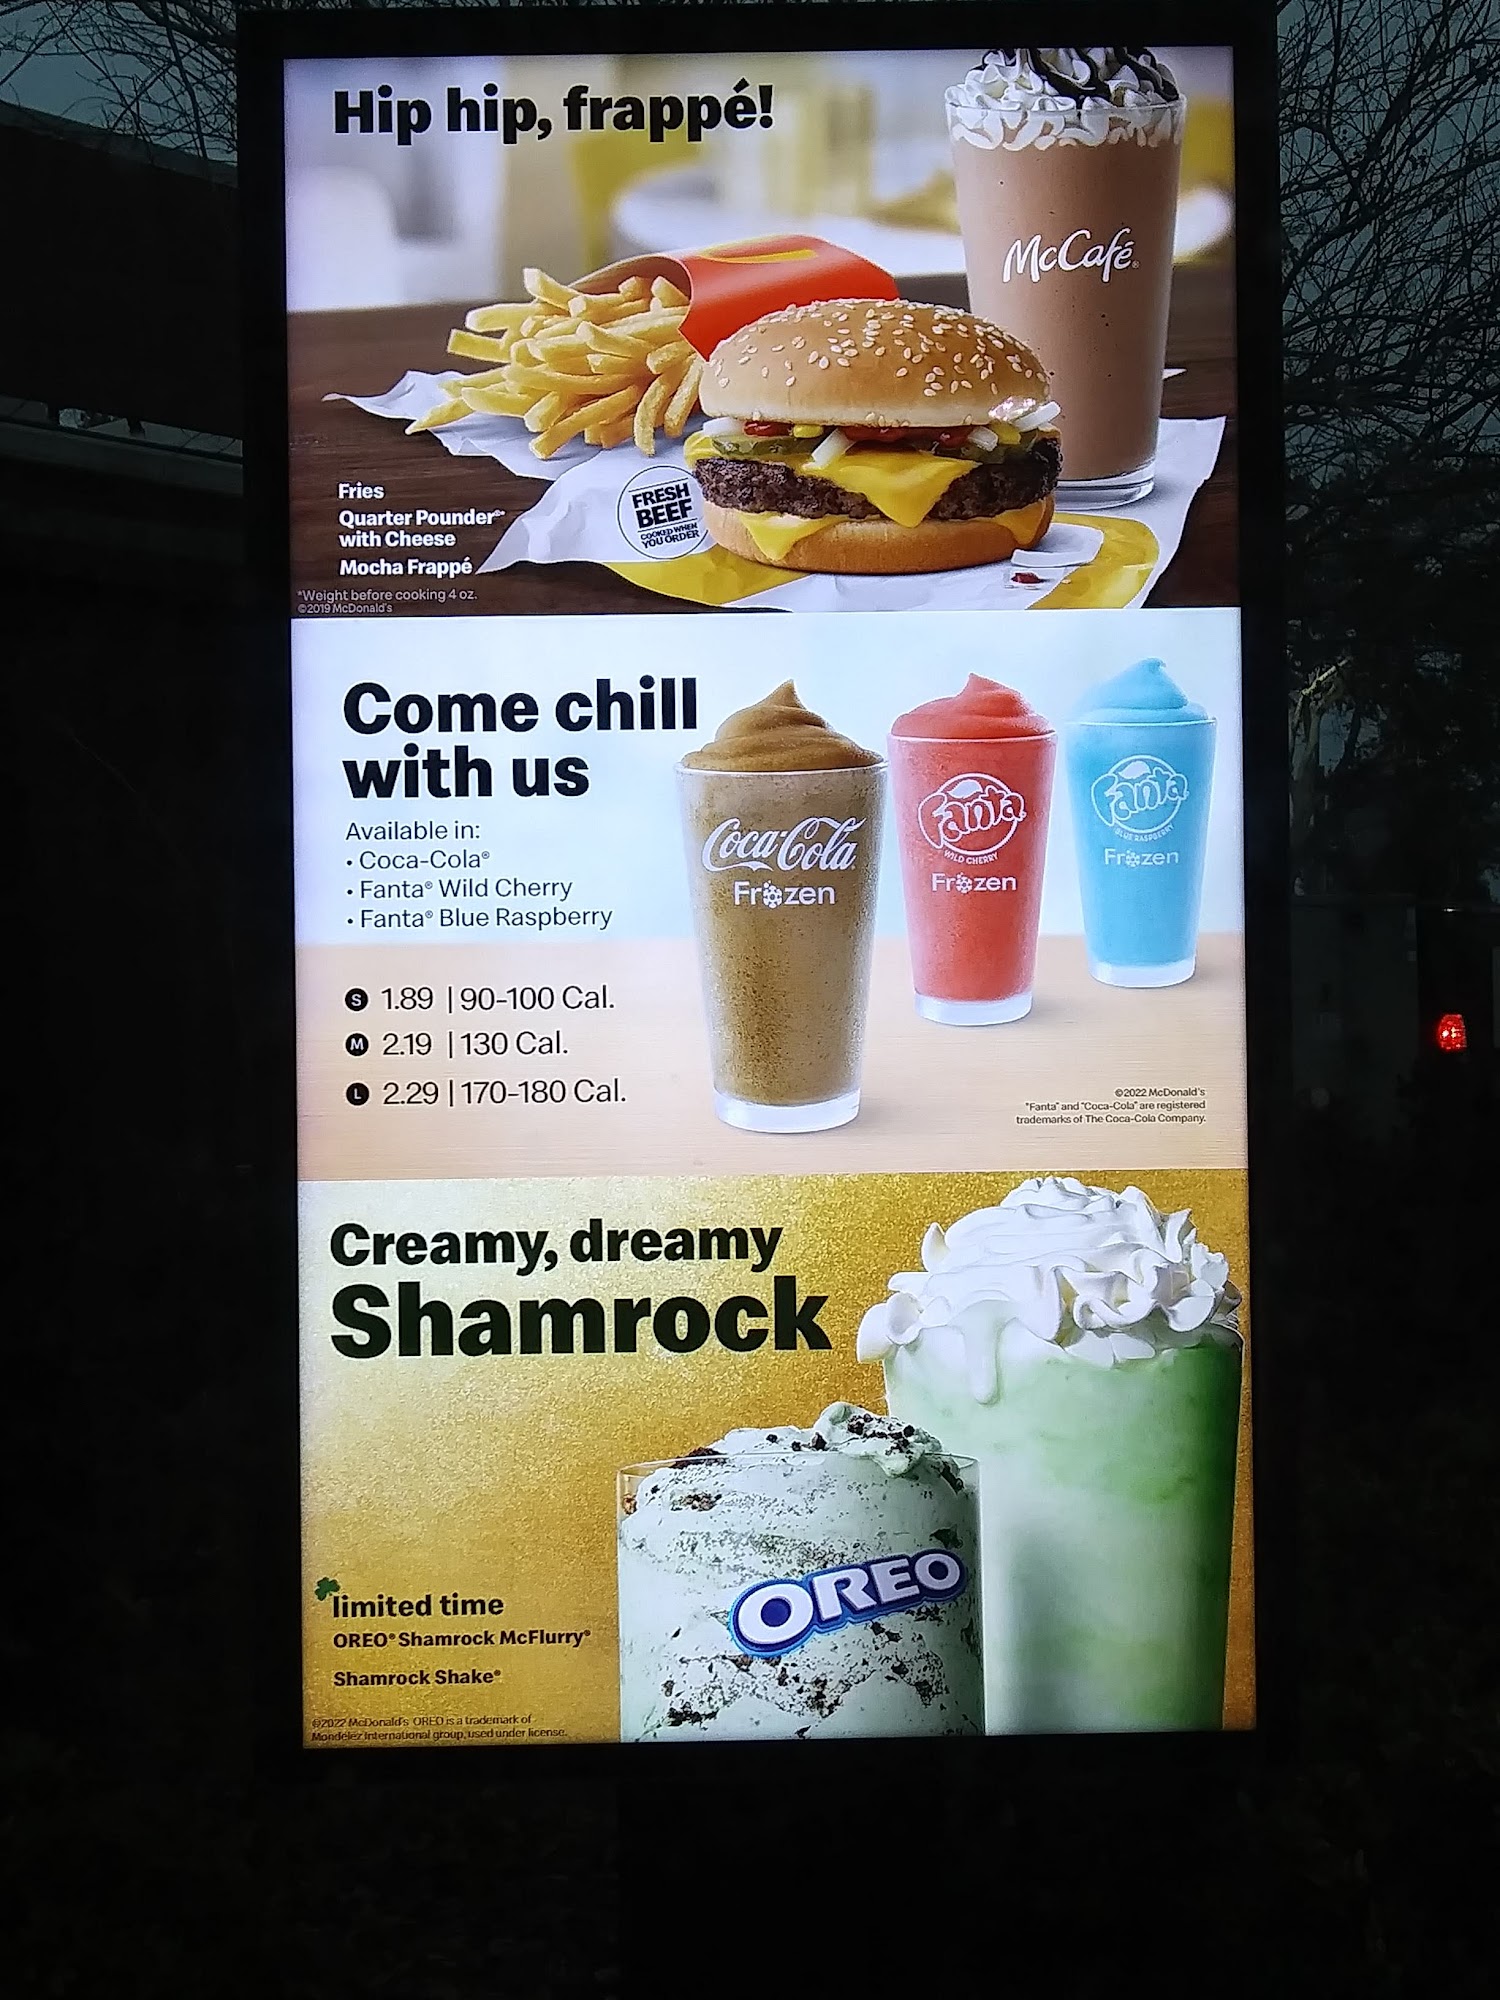 Hip hip, frappé!
McCafé®
Fries
Quarter Pounder®*
with Cheese
Mocha Frappé
FRESH
BEEF
COOKED WHEN
YOU ORDER
*Weight before cooking 4 oz.
©2019 McDonald's
Come chill
with us
Available in:
• Coca-Cola®
• Fanta® Wild Cherry
• Fanta® Blue Raspberry
S 1.89 | 90-100 Cal.
M 2.19 | 130 Cal.
L 2.29 | 170-180 Cal.
Coca-Cola
Frozen
Fanta
WILD CHERRY
Frozen
Fanta
BLUE RASPBERRY
Frozen
©2022 McDonald's
"Fanta" and "Coca-Cola" are registered
trademarks of The Coca-Cola Company.
Creamy, dreamy
Shamrock
OREO
limited time
OREO® Shamrock McFlurry®
Shamrock Shake®
©2022 McDonald's OREO is a trademark of
Mondelēz International group, used under license.